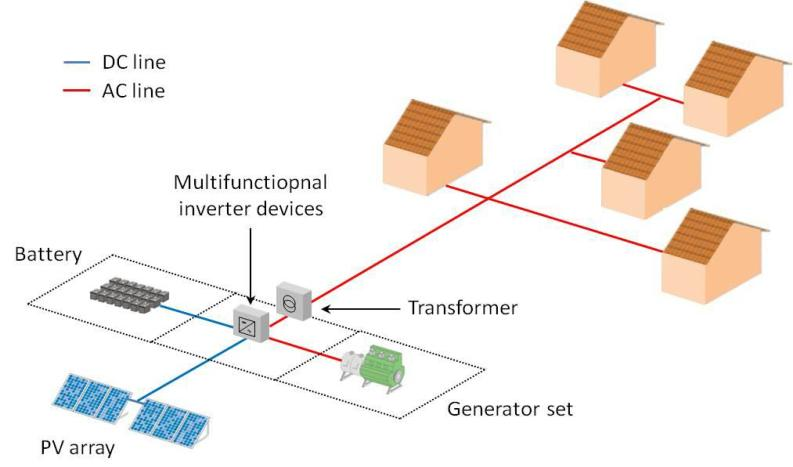 DC line
AC line
Multifunctiopnal
inverter devices
Battery
Transformer
Generator set
PV array